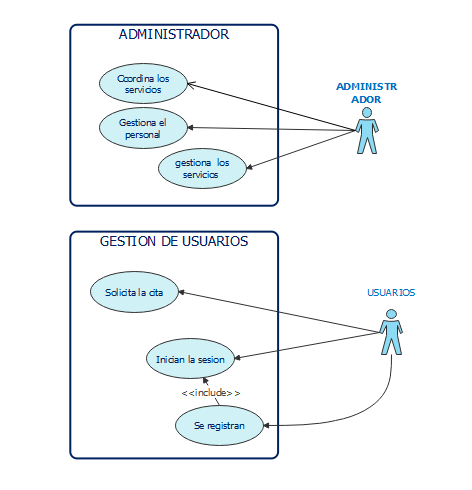 ADMINISTRADOR
Coordina los
servicios
Gestiona el
personal
gestiona los
servicios
ADMINISTR
ADOR
GESTION DE USUARIOS
Solicita la cita
USUARIOS
Inician la sesion
<<include>>
Se registran